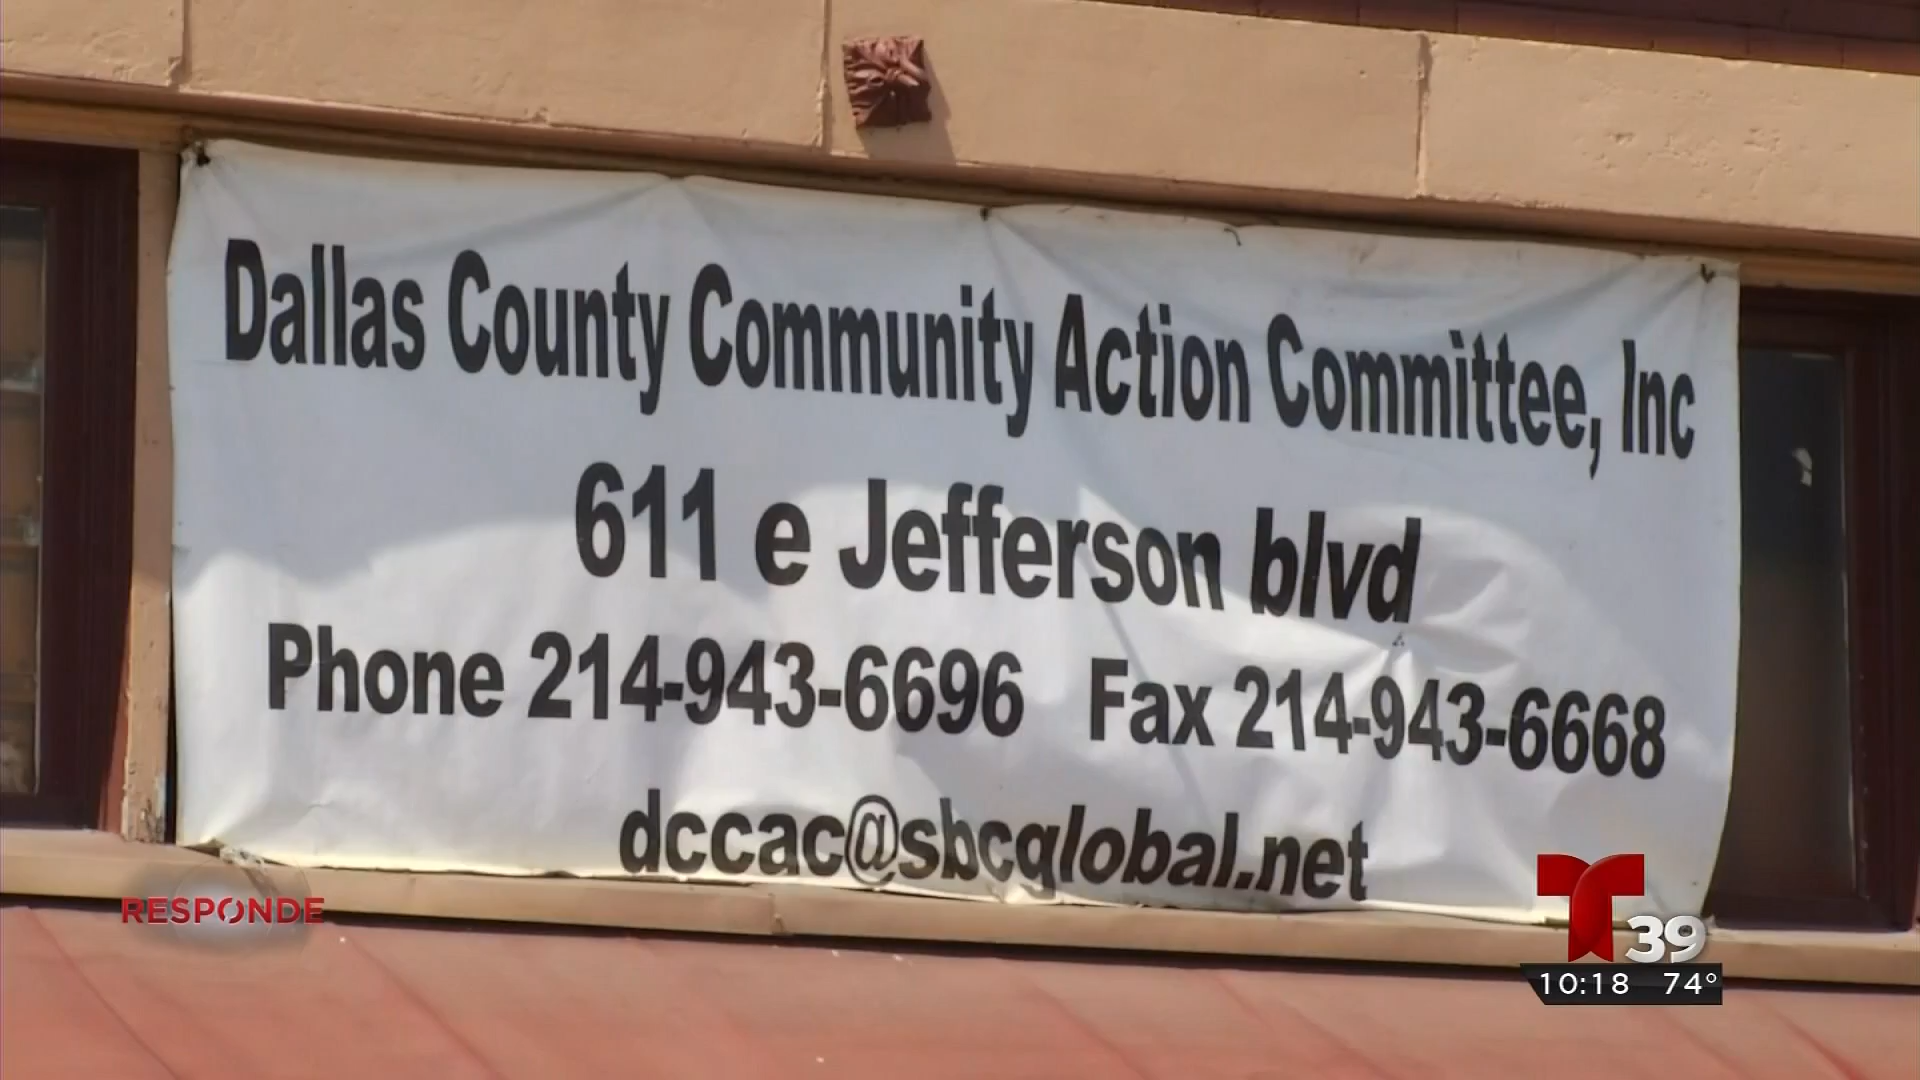 Dallas County Community Action Committee, Inc
611 e Jefferson blvd
Phone 214-943-6696 Fax 214-943-6668
dccac@sbcglobal.net
RESPONDE
T 39
10:18 74°